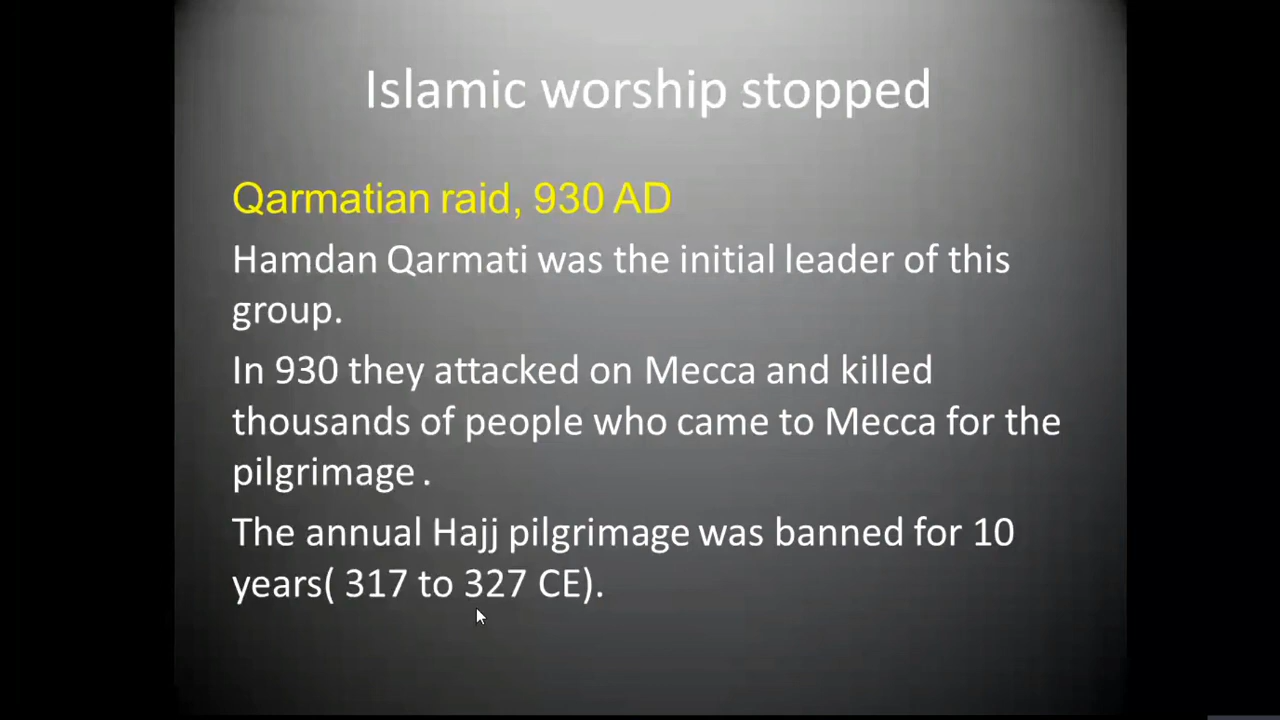 Islamic worship stopped
Qarmatian raid, 930 AD
Hamdan Qarmati was the initial leader of this
group.
In 930 they attacked on Mecca and killed
thousands of people who came to Mecca for the
pilgrimage .
The annual Hajj pilgrimage was banned for 10
years( 317 to 327 CE).